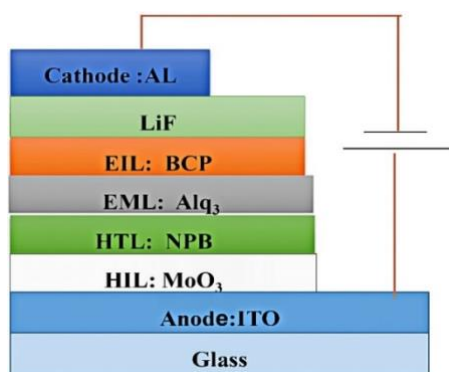 Cathode :AL
LiF
EIL:  BCP
EML:  Alq₃
HTL:  NPB
HIL: MoO₃
Anode:ITO
Glass